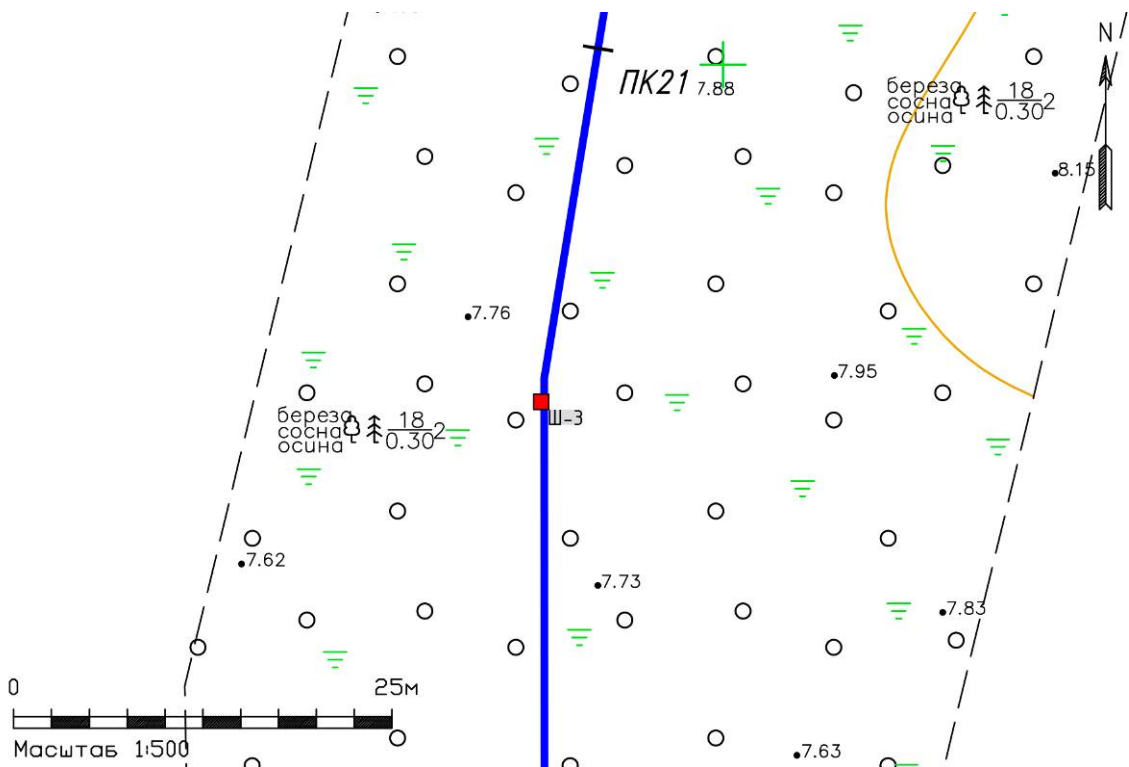 N
ПК21
7.88
береза
сосна
осина
18
0.30
2
8.15
7.76
7.95
береза
сосна
осина
18
0.30
2
Ш-3
7.62
7.73
7.83
0
25м
Масштаб 1:500
7.63